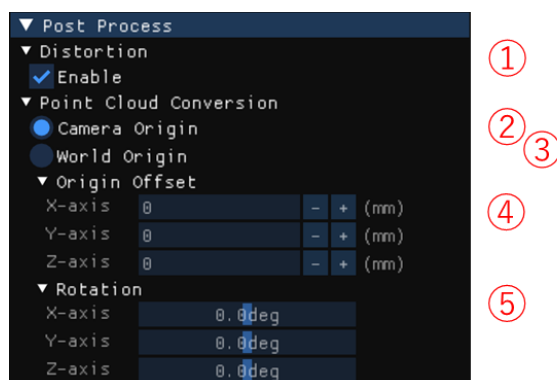 ▼ Post Process
▼ Distortion ①
Enable
▼ Point Cloud Conversion
Camera Origin ②
World Origin ③
▼ Origin Offset
X-axis 0 - + (mm) ④
Y-axis 0 - + (mm)
Z-axis 0 - + (mm)
▼ Rotation ⑤
X-axis 0.0deg
Y-axis 0.0deg
Z-axis 0.0deg